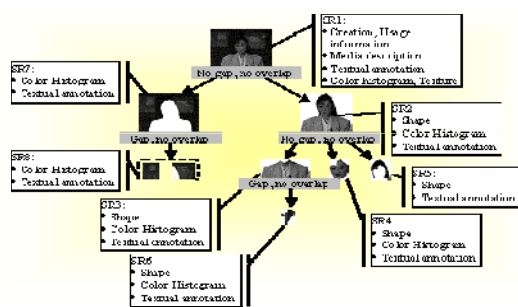 SR1:
• Creation, Usage
information
• Media description
• Textual annotation
• Color histogram, Texture
No gap, no overlap
SR7:
• Color Histogram
• Textual annotation
Gap, no overlap
SR2
• Shape
• Color Histogram
• Textual annotation
No gap, no overlap
SR8:
• Color Histogram
• Textual annotation
SR5:
• Shape
• Textual annotation
Gap, no overlap
SR3:
• Shape
• Color Histogram
• Textual annotation
SR4
• Shape
• Color Histogram
• Textual annotation
SR6
• Shape
• Color Histogram
• Textual annotation